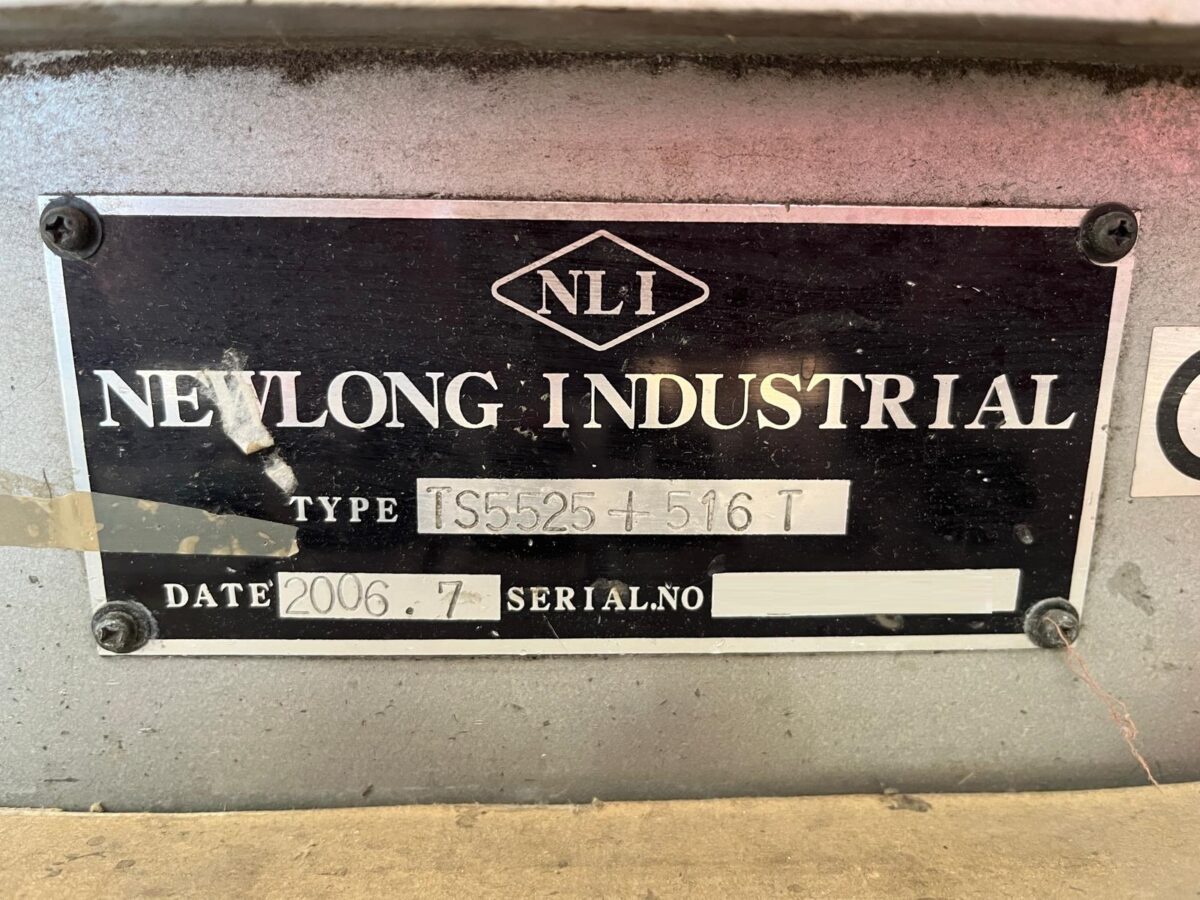 NLI
NEWLONG INDUSTRIAL
TYPE TS5525+516T
DATE 2006.7 SERIAL.NO